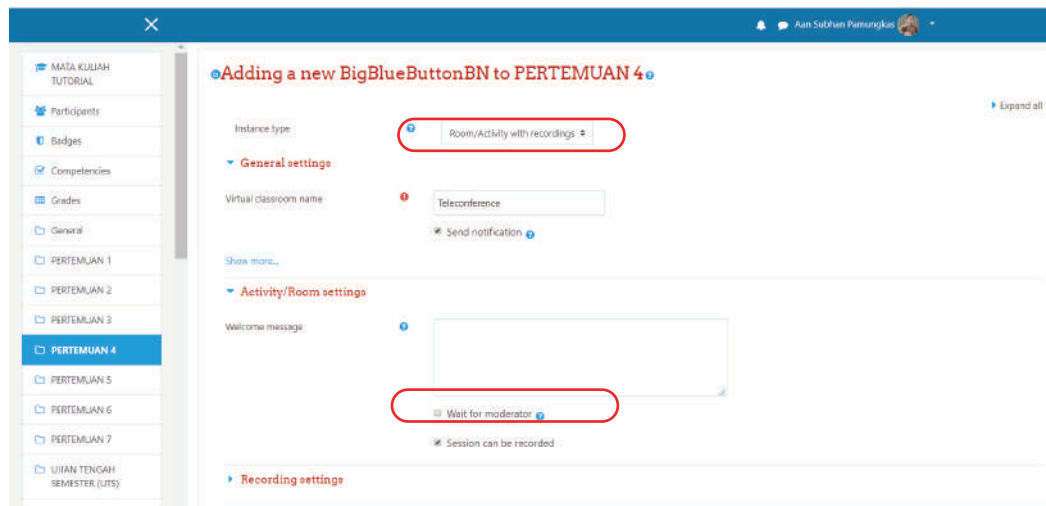 Aan Subhan Pamungkas
MATA KULIAH
TUTORIAL
Participants
Badges
Competencies
Grades
General
PERTEMUAN 1
PERTEMUAN 2
PERTEMUAN 3
PERTEMUAN 4
PERTEMUAN 5
PERTEMUAN 6
PERTEMUAN 7
UJIAN TENGAH
SEMESTER (UTS)
Adding a new BigBlueButtonBN to PERTEMUAN 4
Expand all
Instance type
Room/Activity with recordings
General settings
Virtual classroom name
Teleconference
Send notification
Show more...
Activity/Room settings
Welcome message
Wait for moderator
Session can be recorded
Recording settings